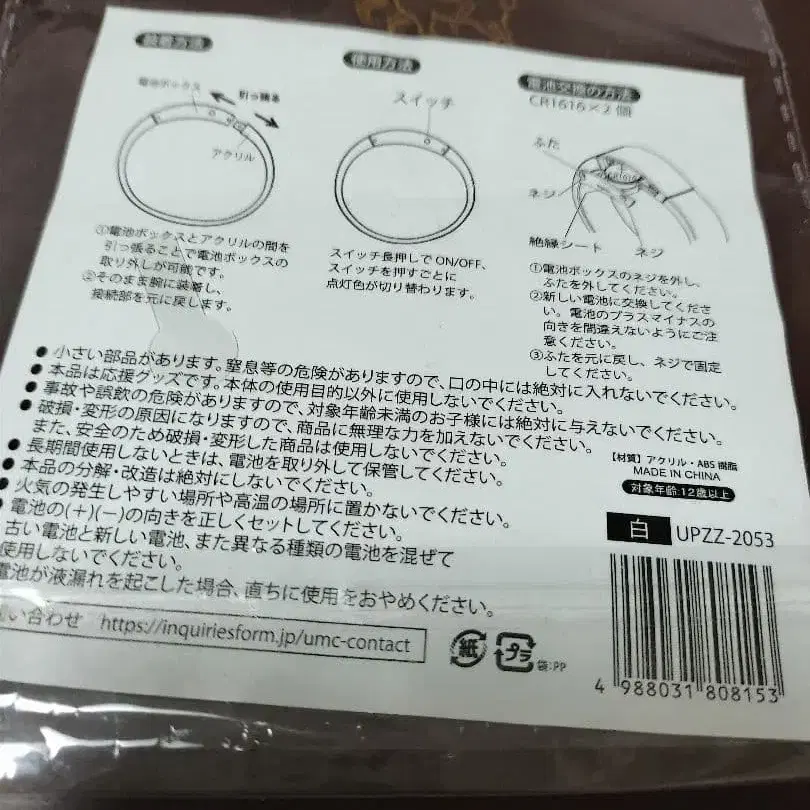 装着方法
電池ボックス
引っ張る
アクリル
①電池ボックスとアクリルの間を
引っ張ることで電池ボックスの
取り外しが可能です。
②そのまま腕に装着し、
接続部を元に戻します。
使用方法
スイッチ
スイッチ長押しでON/OFF、
スイッチを押すごとに
点灯色が切り替わります。
電池交換の方法
CR1616×2個
ふた
CR1616
ネジ
絶縁シート
ネジ
①電池ボックスのネジを外し、
ふたを外してください。
②新しい電池に交換してくださ
い。電池のプラスマイナスの
向きを間違えないようにご注
意ください。
③ふたを元に戻し、ネジで固定
してください。
● 小さい部品があります。窒息等の危険がありますので、口の中には絶対に入れないでください。
● 本品は応援グッズです。本体の使用目的以外に使用しないでください。
● 事故や誤飲の危険がありますので、対象年齢未満のお子様には絶対に与えないでください。
● 破損・変形の原因になりますので、商品に無理な力を加えないでください。
また、安全のため破損・変形した商品は使用しないでください。
● 長期間使用しないときは、電池を取り外して保管してください。
● 本品の分解・改造は絶対にしないでください。
● 火気の発生しやすい場所や高温の場所に置かないでください。
電池の(+)(−)の向きを正しくセットしてください。
古い電池と新しい電池、また異なる種類の電池を混ぜて
使用しないでください。
電池が液漏れを起こした場合、直ちに使用をおやめください。
【材質】アクリル・ABS樹脂
MADE IN CHINA
対象年齢:12歳以上
白 UPZZ-2053
い合わせ https://inquiriesform.jp/umc-contact
紙
プラ
袋:PP
4 988031 808153